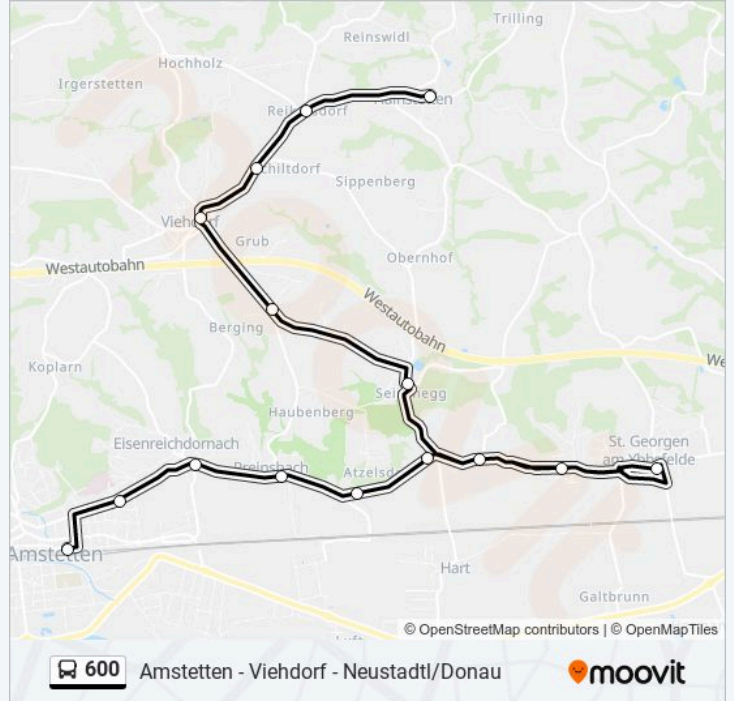 Trilling
Reinswidl
Hochholz
Irgerstetten
Sippenberg
Grub
Obernhof
Westautobahn
Westautobahn
Berging
Koplarn
Haubenberg
Eisenreichdornach
St. Georgen
am Ybbsfelde
Preinsbach
Amstetten
Hart
Galtbrunn
© OpenStreetMap contributors | © OpenMapTiles
600 Amstetten - Viehdorf - Neustadtl/Donau
moovit